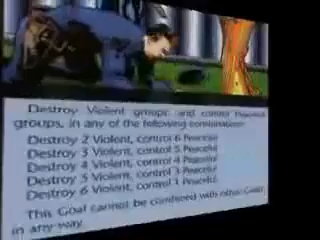 Destroy Violent groups and control Peaceful
groups, in any of the following combinations:
Destroy 2 Violent, control 6 Peaceful
Destroy 3 Violent, control 5 Peaceful
Destroy 4 Violent, control 4 Peaceful
Destroy 5 Violent, control 3 Peaceful
Destroy 6 Violent, control 1 Peaceful
This Goal cannot be combined with other Goals
in any way.